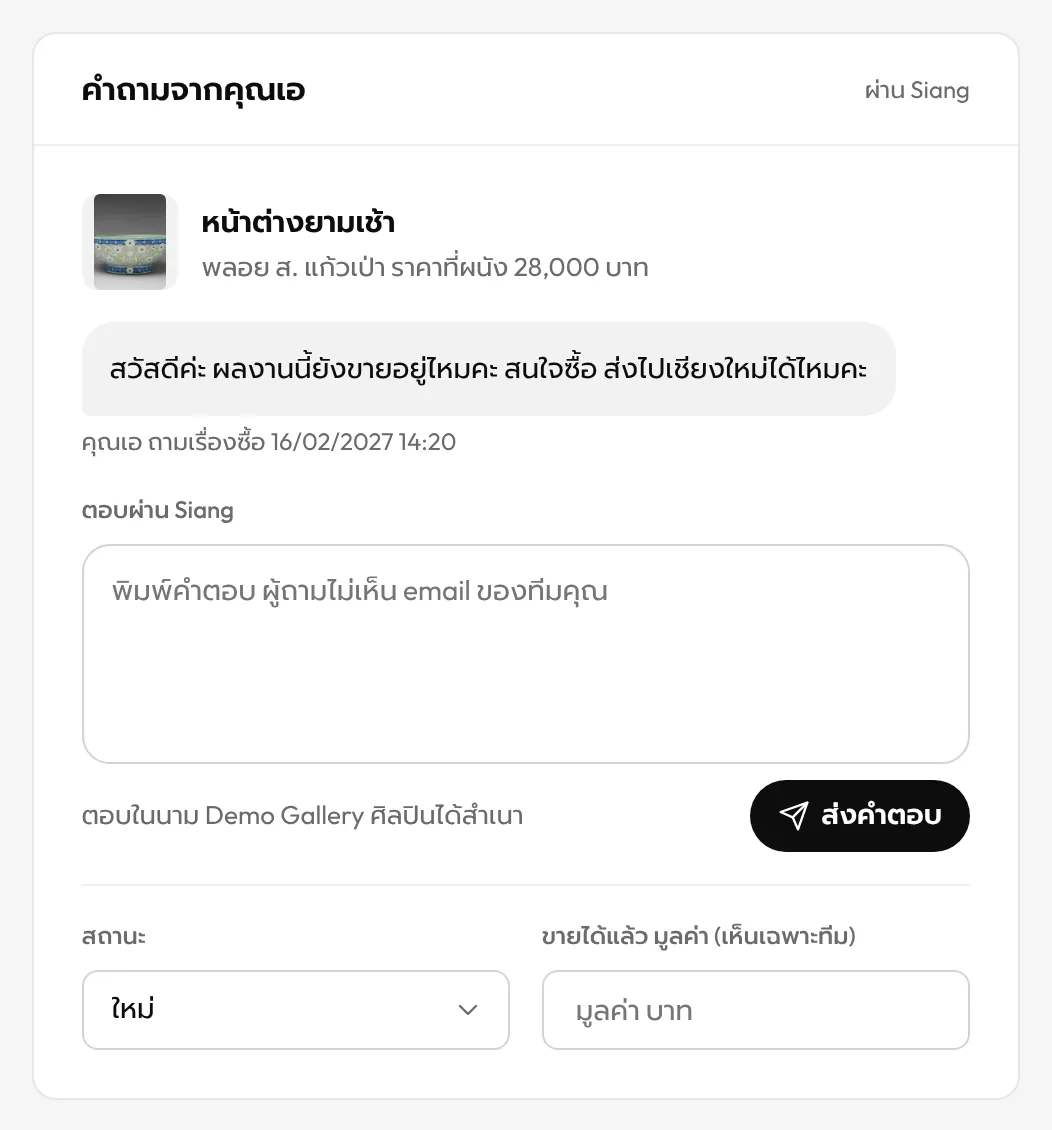 คำถามจากคุณเอ
ผ่าน Siang
หน้าต่างยามเช้า
พลอย ส. แก้วเป่า ราคาที่ผนัง 28,000 บาท
สวัสดีค่ะ ผลงานนี้ยังขายอยู่ไหมคะ สนใจซื้อ ส่งไปเชียงใหม่ได้ไหมคะ
คุณเอ ถามเรื่องซื้อ 16/02/2027 14:20
ตอบผ่าน Siang
พิมพ์คำตอบ ผู้ถามไม่เห็น email ของทีมคุณ
ตอบในนาม Demo Gallery ศิลปินได้สำเนา
ส่งคำตอบ
สถานะ
ขายได้แล้ว มูลค่า (เห็นเฉพาะทีม)
ใหม่
มูลค่า บาท